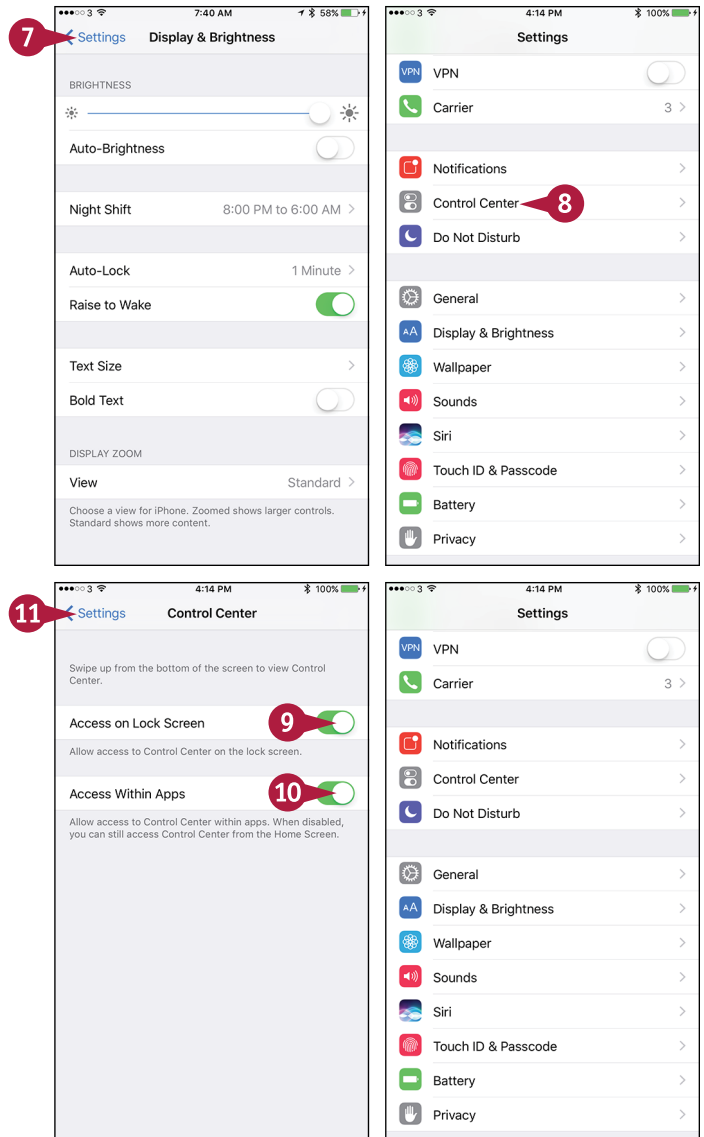 ●●●○○ 3 7:40 AM 58%
7
Settings Display & Brightness
BRIGHTNESS
Auto-Brightness
Night Shift 8:00 PM to 6:00 AM
Auto-Lock 1 Minute
Raise to Wake
Text Size
Bold Text
DISPLAY ZOOM
View Standard
Choose a view for iPhone. Zoomed shows larger controls.
Standard shows more content.
●●●○○ 3 4:14 PM 100%
Settings
VPN VPN
Carrier 3
Notifications
Control Center 8
Do Not Disturb
General
AA Display & Brightness
Wallpaper
Sounds
Siri
Touch ID & Passcode
Battery
Privacy
●●●○○ 3 4:14 PM 100%
11
Settings Control Center
Swipe up from the bottom of the screen to view Control
Center.
Access on Lock Screen 9
Allow access to Control Center on the lock screen.
Access Within Apps 10
Allow access to Control Center within apps. When disabled,
you can still access Control Center from the Home Screen.
●●●○○ 3 4:14 PM 100%
Settings
VPN VPN
Carrier 3
Notifications
Control Center
Do Not Disturb
General
AA Display & Brightness
Wallpaper
Sounds
Siri
Touch ID & Passcode
Battery
Privacy